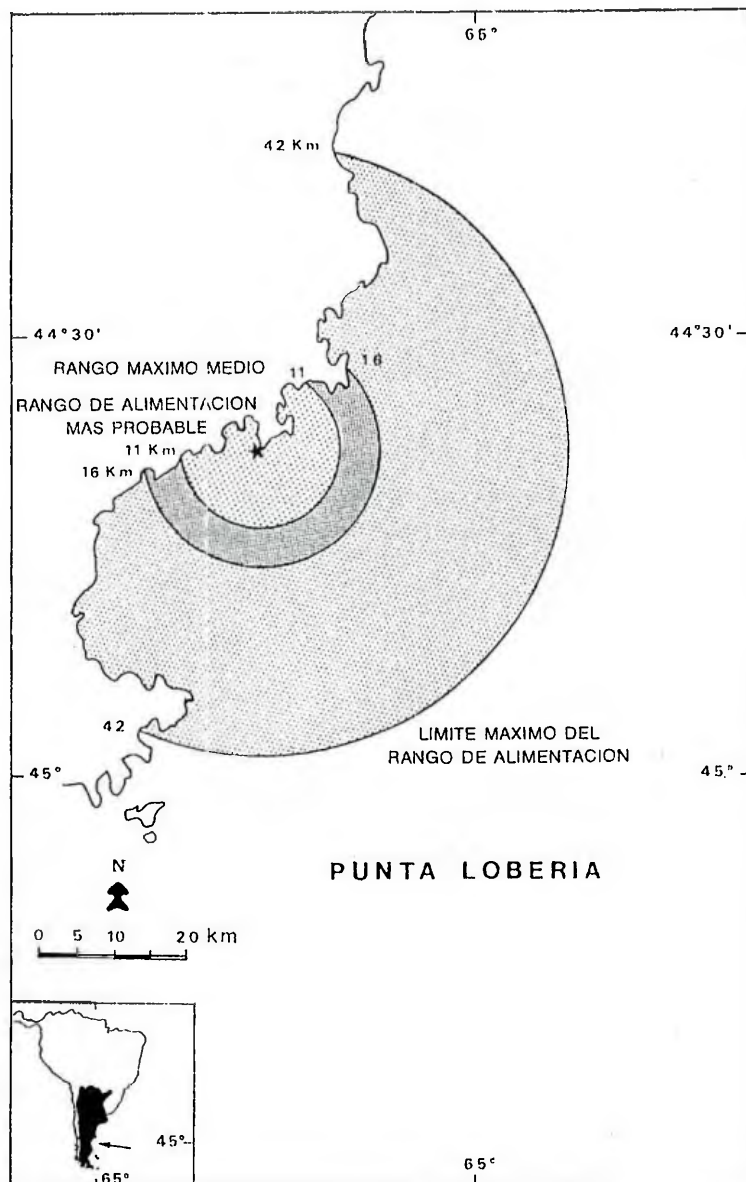 65°
42 Km
44°30'
44°30'
RANGO MAXIMO MEDIO
16
11
RANGO DE ALIMENTACION
MAS PROBABLE
11 Km
16 Km
42
LIMITE MAXIMO DEL
RANGO DE ALIMENTACION
45°
45°
PUNTA LOBERIA
N
0 5 10 20 km
45°
65°
65°